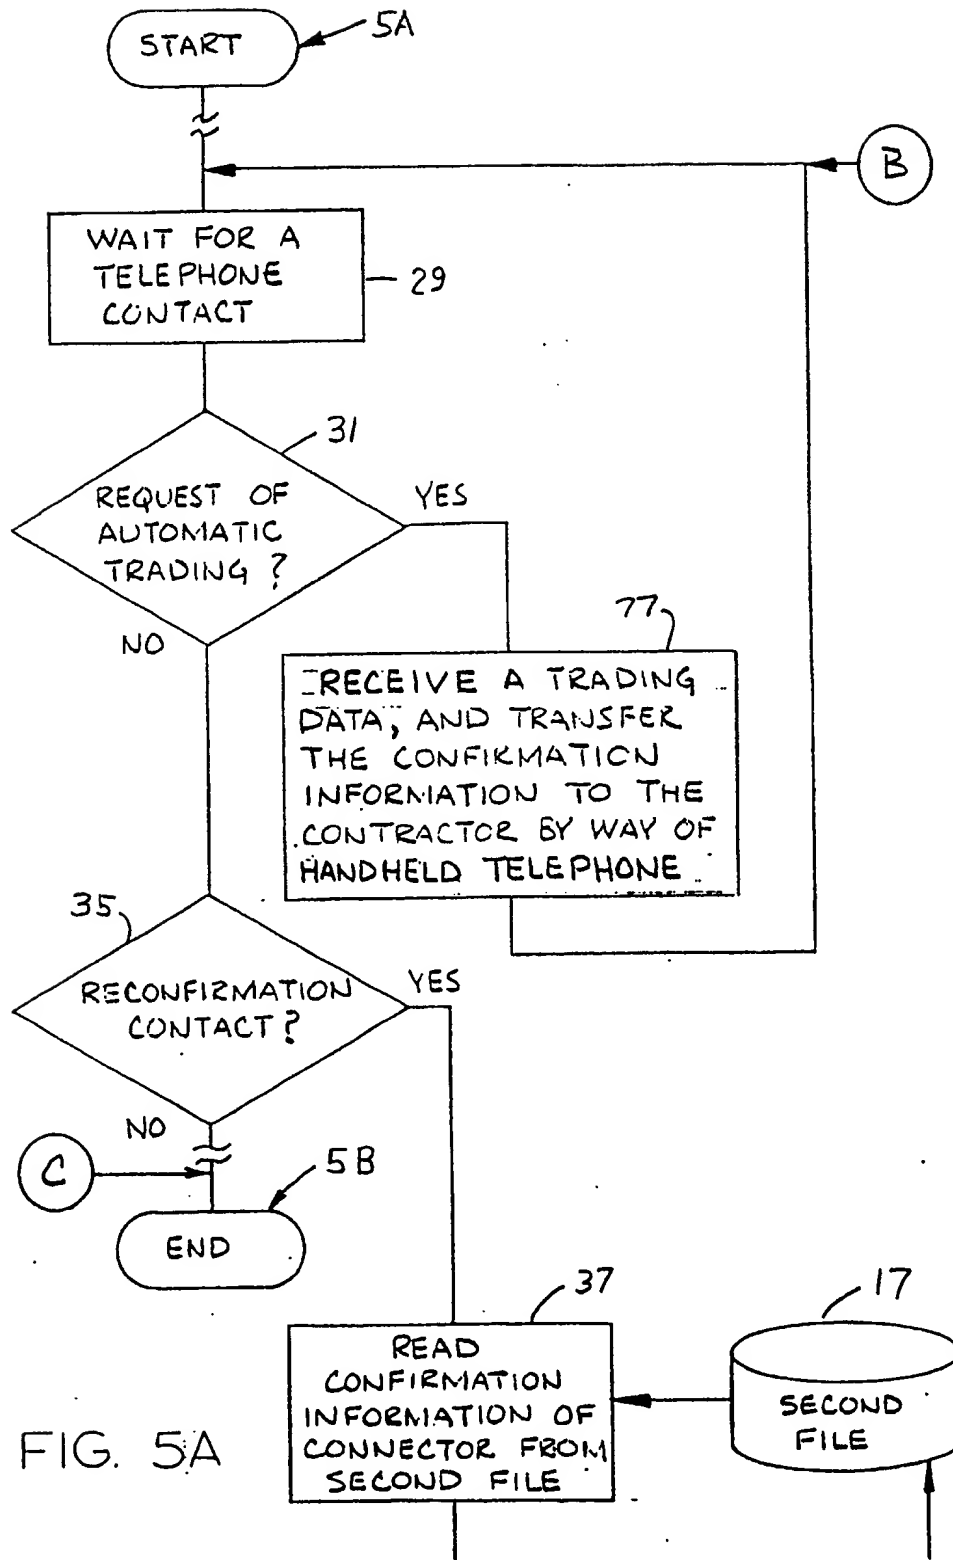 START
5A
B
WAIT FOR A
TELEPHONE
CONTACT
29
31
REQUEST OF
AUTOMATIC
TRADING ?
YES
NO
77
RECEIVE A TRADING
DATA, AND TRANSFER
THE CONFIRMATION
INFORMATION TO THE
CONTRACTOR BY WAY OF
HANDHELD TELEPHONE
35
RECONFIRMATION
CONTACT?
YES
NO
C
5B
END
37
READ
CONFIRMATION
INFORMATION OF
CONNECTOR FROM
SECOND FILE
17
SECOND
FILE
FIG. 5A